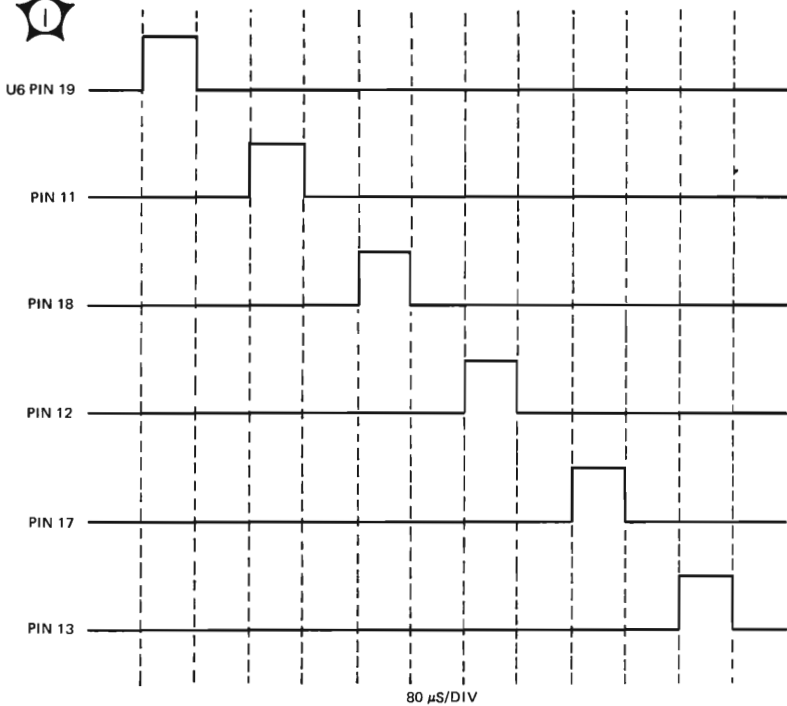 1
U6 PIN 19
PIN 11
PIN 18
PIN 12
PIN 17
PIN 13
80 µS/DIV